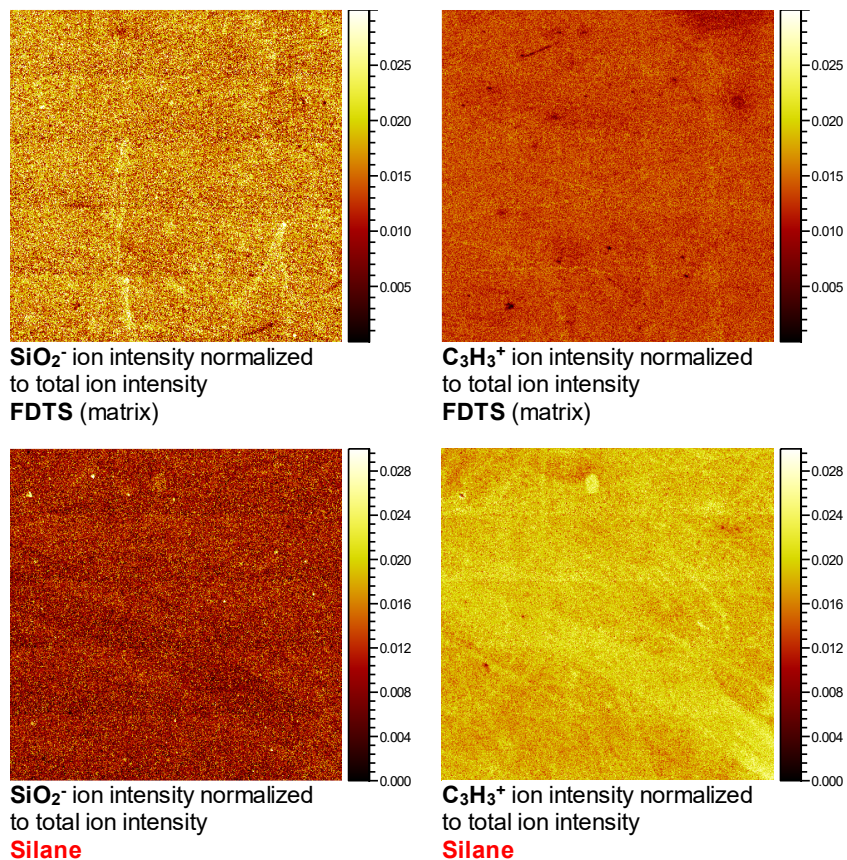 0.025
0.020
0.015
0.010
0.005
SiO₂⁻ ion intensity normalized
to total ion intensity
FDTS (matrix)
0.025
0.020
0.015
0.010
0.005
C₃H₃⁺ ion intensity normalized
to total ion intensity
FDTS (matrix)
0.028
0.024
0.020
0.016
0.012
0.008
0.004
0.000
SiO₂⁻ ion intensity normalized
to total ion intensity
Silane
0.028
0.024
0.020
0.016
0.012
0.008
0.004
0.000
C₃H₃⁺ ion intensity normalized
to total ion intensity
Silane